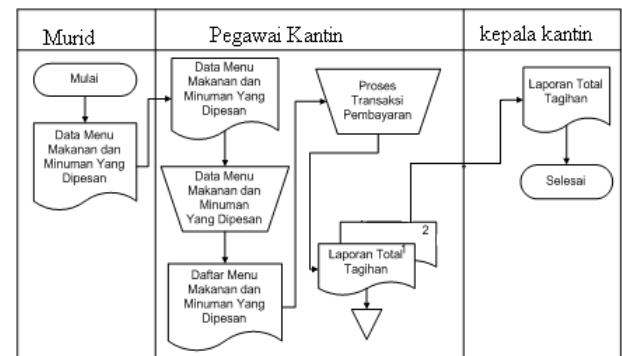 Murid
Pegawai Kantin
kepala kantin
Mulai
Data Menu
Makanan dan
Minuman Yang
Dipesan
Data Menu
Makanan dan
Minuman Yang
Dipesan
Data Menu
Makanan dan
Minuman
Yang Dipesan
Daftar Menu
Makanan dan
Minuman Yang
Dipesan
Proses
Transaksi
Pembayaran
2
1
Laporan Total
Tagihan
Laporan Total
Tagihan
Selesai